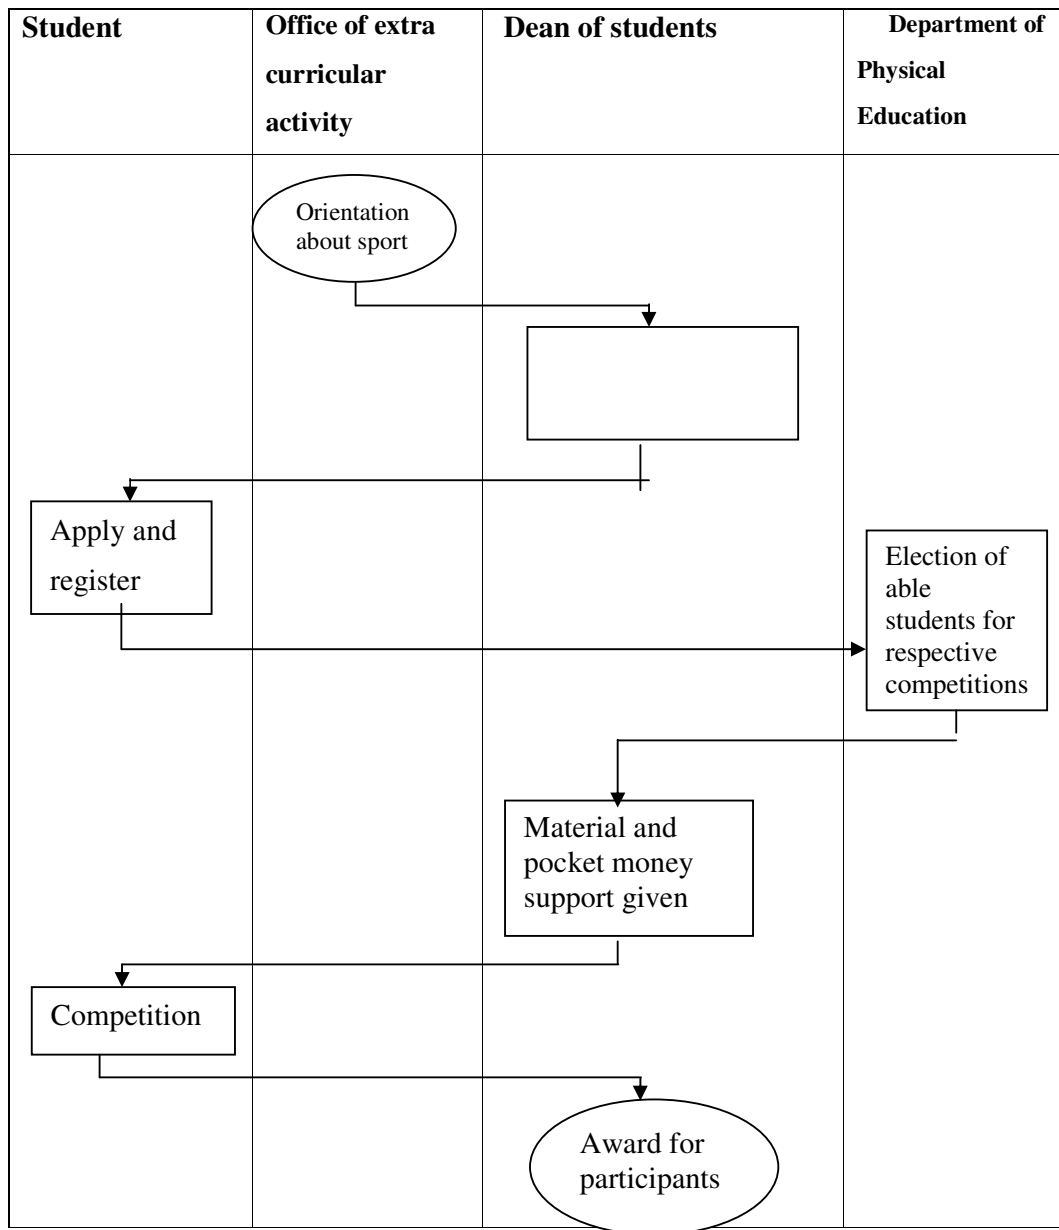 Student
Office of extra
curricular
activity
Dean of students
Department of
Physical
Education
Orientation
about sport
Apply and
register
Election of
able
students for
respective
competitions
Material and
pocket money
support given
Competition
Award for
participants